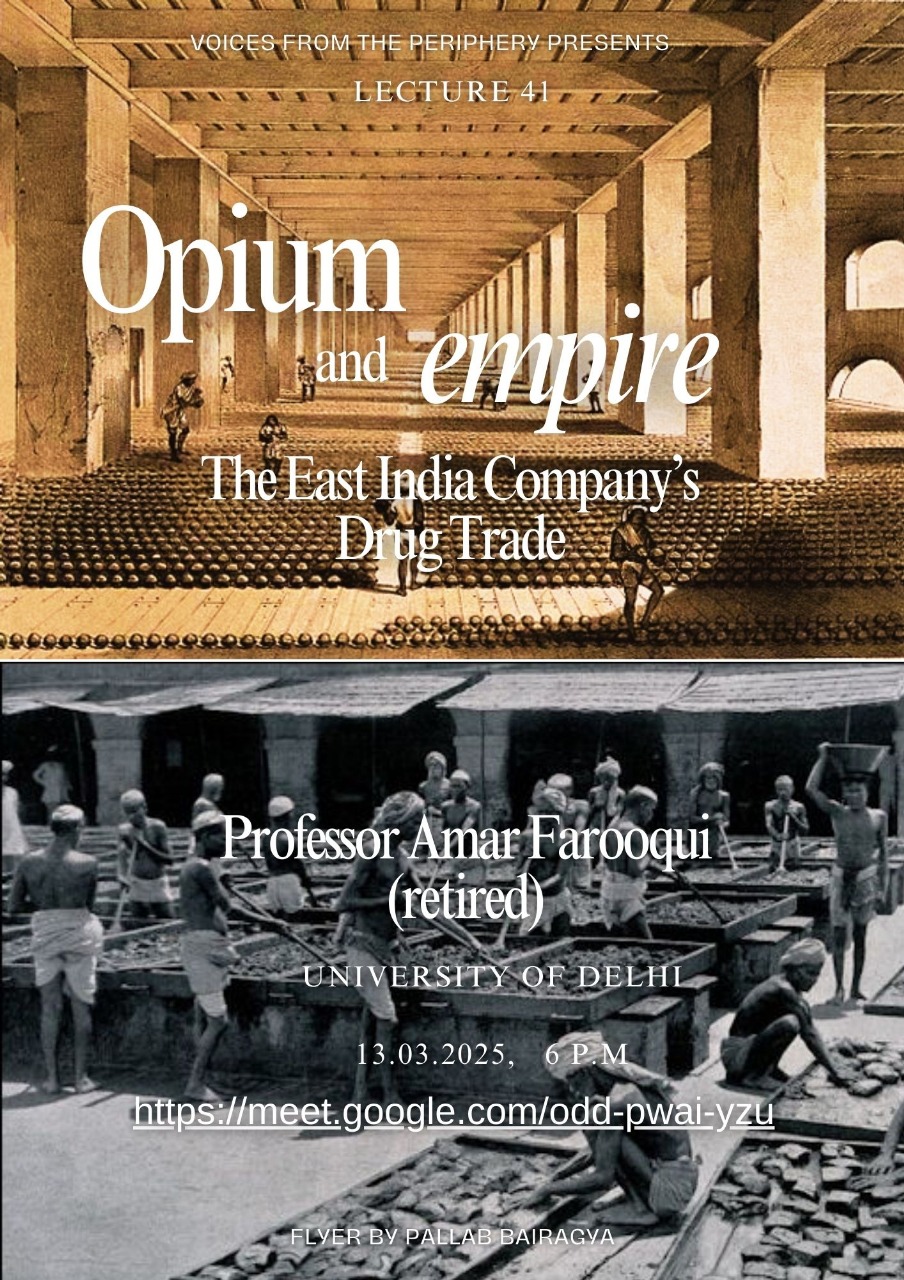 VOICES FROM THE PERIPHERY PRESENTS
LECTURE 41
Opium
and empire
The East India Company's
Drug Trade
Professor Amar Farooqui
(retired)
UNIVERSITY OF DELHI
13.03.2025, 6 P.M
https://meet.google.com/odd-pwai-yzu
FLYER BY PALLAB BAIRAGYA